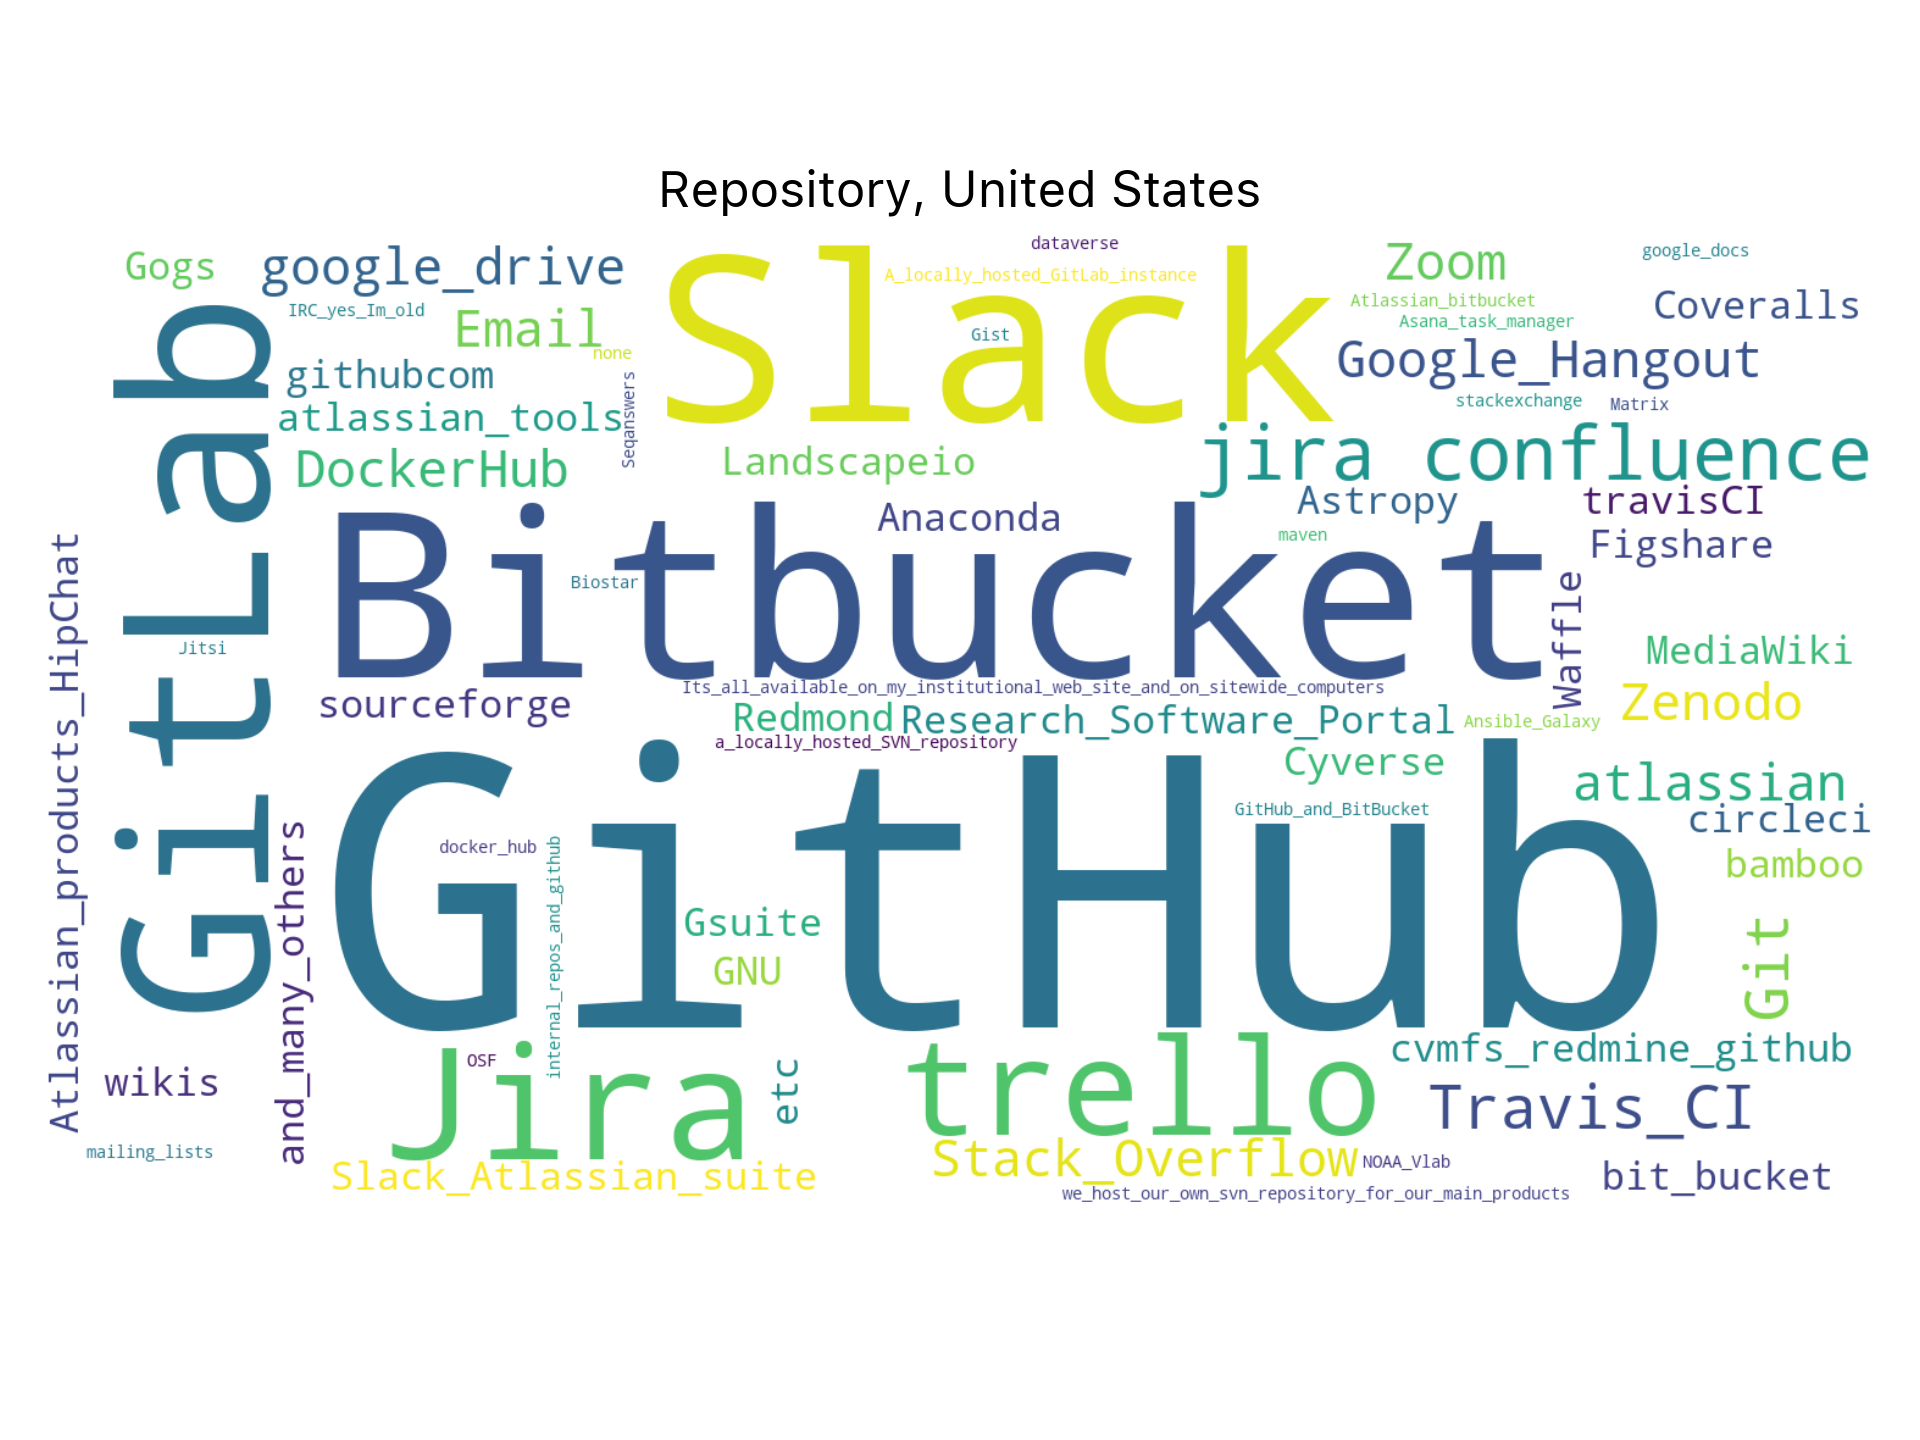 Repository, United States
dataverse
Gogs
google_drive
Slack
A_locally_hosted_GitLab_instance
Zoom
google_docs
IRC_yes_Im_old
Email
Gist
Atlassian_bitbucket
Asana_task_manager
Coveralls
none
githubcom
Google_Hangout
atlassian_tools
Seqanswers
stackexchange
Matrix
GitLab
DockerHub
Landscapeio
jira confluence
Anaconda
Astropy
travisCI
Bitbucket
maven
Figshare
Biostar
Waffle
Jitsi
MediaWiki
Atlassian_products_HipChat
sourceforge
Its_all_available_on_my_institutional_web_site_and_on_sitewide_computers
Zenodo
Redmond
Research_Software_Portal
Ansible_Galaxy
a_locally_hosted_SVN_repository
Cyverse
atlassian
GitHub
GitHub_and_BitBucket
circleci
docker_hub
bamboo
internal_repos_and_github
and_many_others
Gsuite
GNU
Git
Jira
OSF
etc
trello
cvmfs_redmine_github
wikis
Travis_CI
mailing_lists
Slack_Atlassian_suite
Stack_Overflow
NOAA_Vlab
bit_bucket
we_host_our_own_svn_repository_for_our_main_products